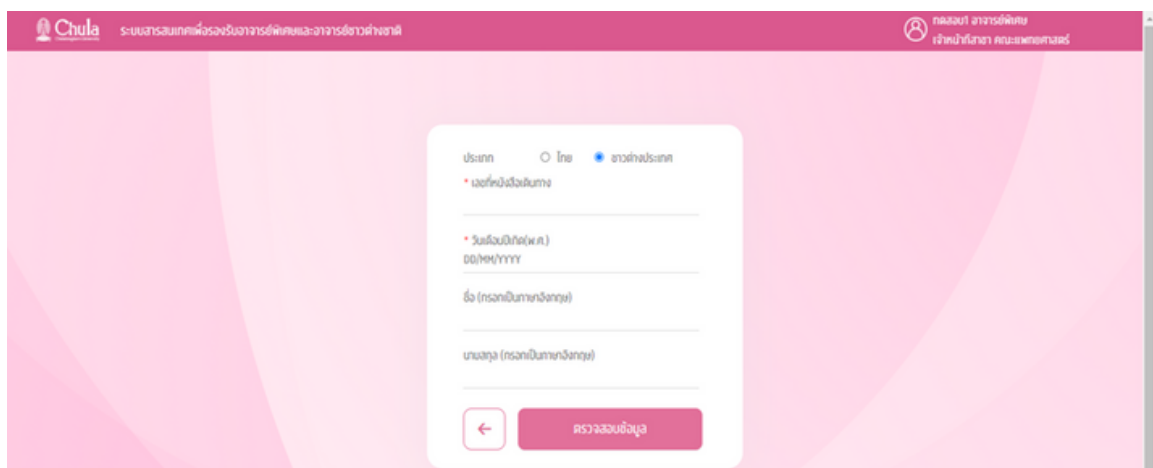 Chula
ระบบสารสนเทศเพื่อรองรับอาจารย์พิเศษและอาจารย์ชาวต่างชาติ
ทดสอบ1 อาจารย์พิเศษ
เจ้าหน้าที่สาขา คณะแพทยศาสตร์
ประเภท ไทย ชาวต่างประเทศ
* เลขที่หนังสือเดินทาง
* วันเดือนปีเกิด(พ.ศ.)
DD/MM/YYYY
ชื่อ (กรอกเป็นภาษาอังกฤษ)
นามสกุล (กรอกเป็นภาษาอังกฤษ)
ตรวจสอบข้อมูล